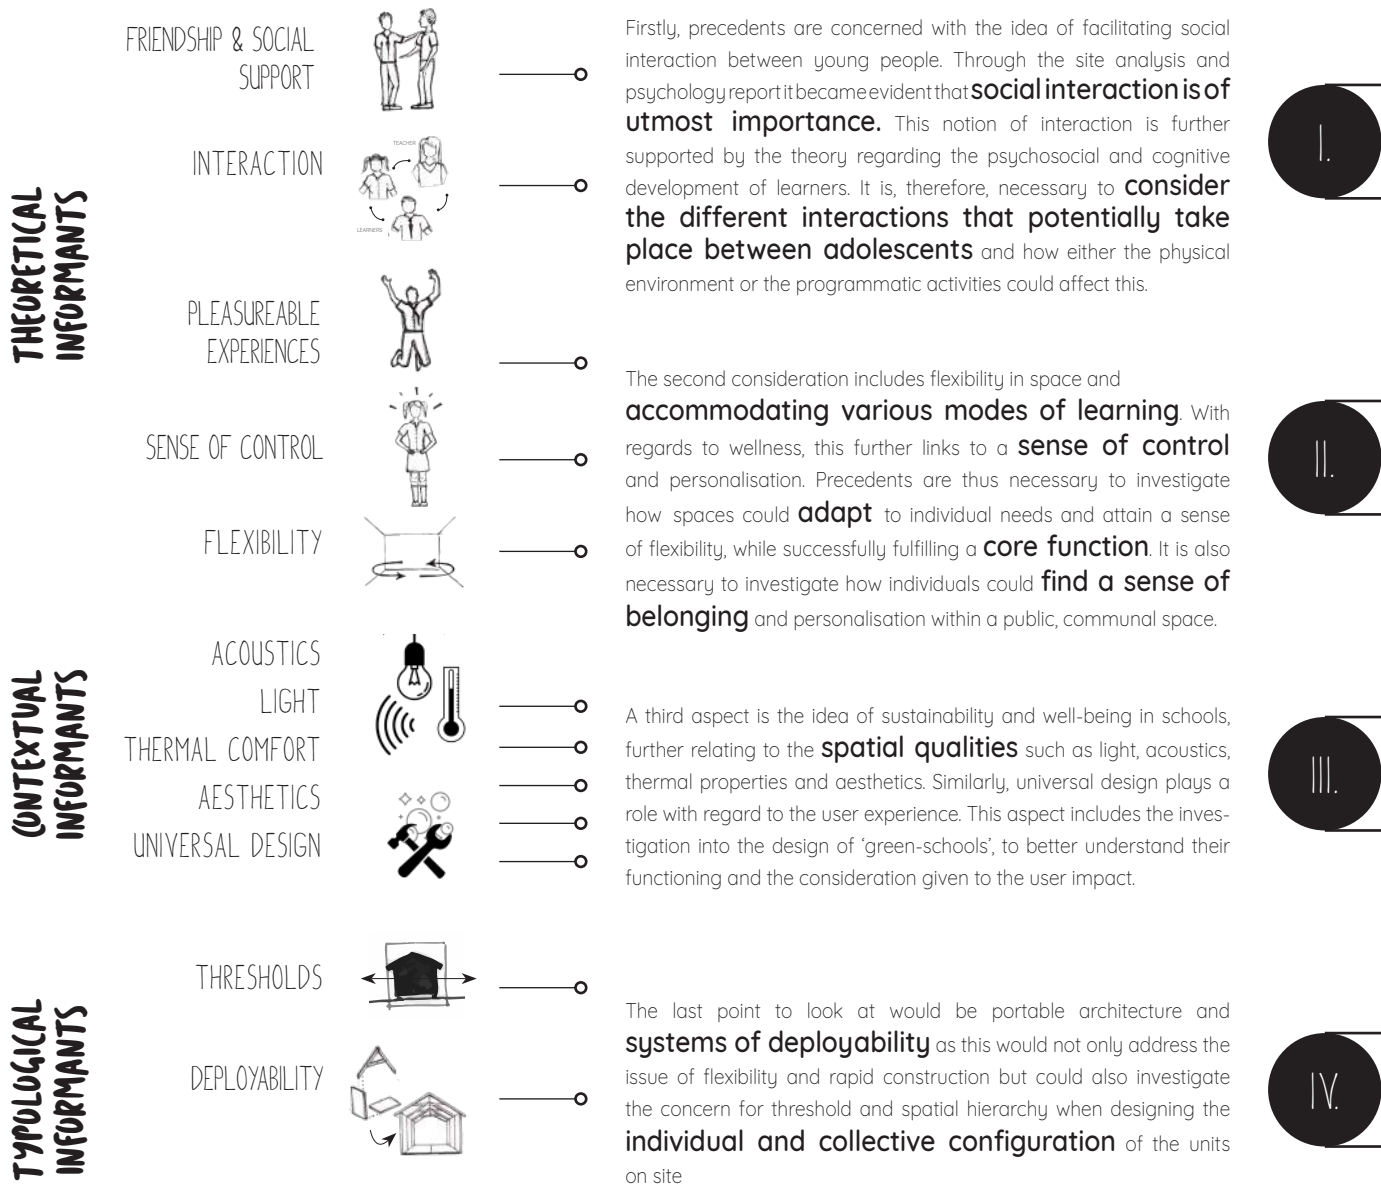 THEORETICAL
INFORMANTS
FRIENDSHIP & SOCIAL
SUPPORT
INTERACTION
TEACHER
LEARNERS
PLEASUREABLE
EXPERIENCES
SENSE OF CONTROL
FLEXIBILITY
CONTEXTUAL
INFORMANTS
ACOUSTICS
LIGHT
THERMAL COMFORT
AESTHETICS
UNIVERSAL DESIGN
TYPOLOGICAL
INFORMANTS
THRESHOLDS
DEPLOYABILITY
Firstly, precedents are concerned with the idea of facilitating social
interaction between young people. Through the site analysis and
psychology report it became evident that social interaction is of
utmost importance. This notion of interaction is further
supported by the theory regarding the psychosocial and cognitive
development of learners. It is, therefore, necessary to consider
the different interactions that potentially take
place between adolescents and how either the physical
environment or the programmatic activities could affect this.
I.
The second consideration includes flexibility in space and
accommodating various modes of learning. With
regards to wellness, this further links to a sense of control
and personalisation. Precedents are thus necessary to investigate
how spaces could adapt to individual needs and attain a sense
of flexibility, while successfully fulfilling a core function. It is also
necessary to investigate how individuals could find a sense of
belonging and personalisation within a public, communal space.
II.
A third aspect is the idea of sustainability and well-being in schools,
further relating to the spatial qualities such as light, acoustics,
thermal properties and aesthetics. Similarly, universal design plays a
role with regard to the user experience. This aspect includes the inves-
tigation into the design of ‘green-schools’, to better understand their
functioning and the consideration given to the user impact.
III.
The last point to look at would be portable architecture and
systems of deployability as this would not only address the
issue of flexibility and rapid construction but could also investigate
the concern for threshold and spatial hierarchy when designing the
individual and collective configuration of the units
on site
IV.